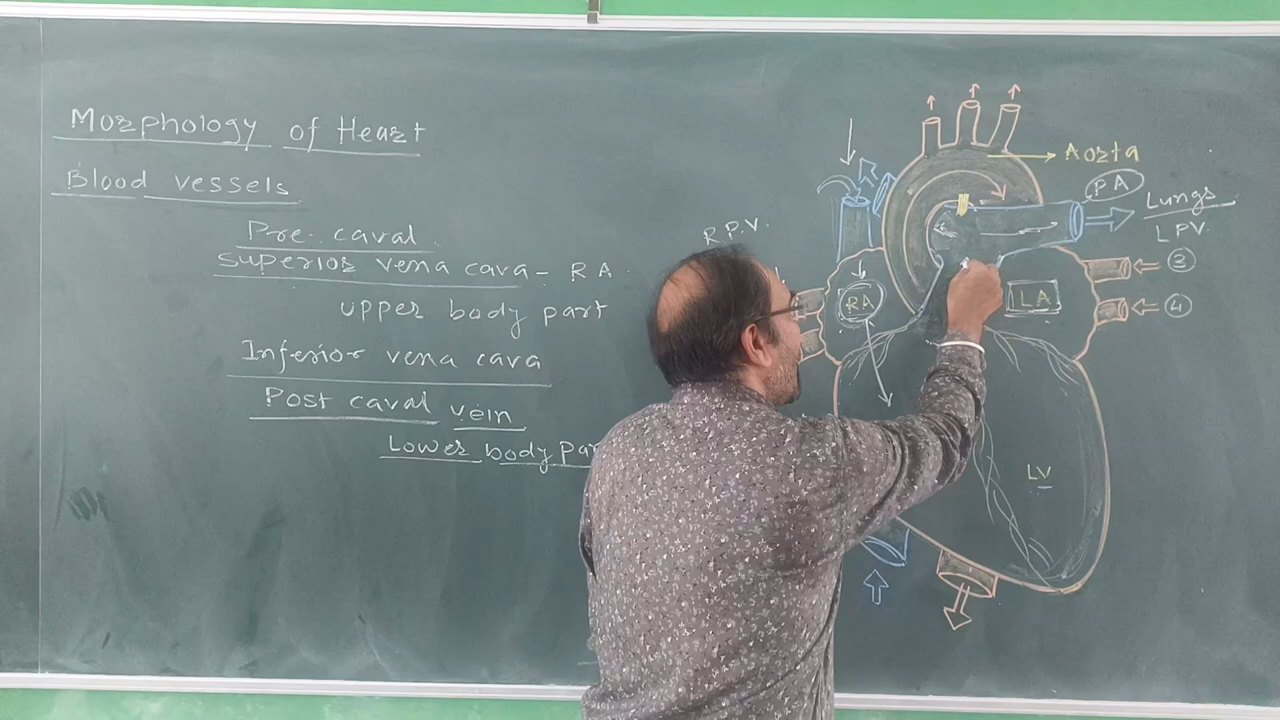 Morphology of Heart
Blood vessels
Pre. caval
Superior vena cava - RA
upper body part
Inferior vena cava
Post caval vein
Lower body par
R.P.V.
Aorta
PA
Lungs
LPV
3
4
RA
LA
LV